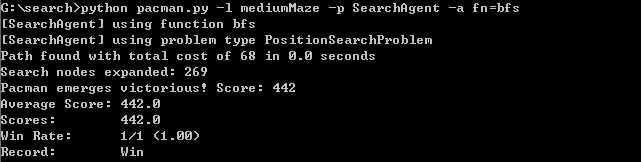 G:\search>python pacman.py -l mediumMaze -p SearchAgent -a fn=bfs
[SearchAgent] using function bfs
[SearchAgent] using problem type PositionSearchProblem
Path found with total cost of 68 in 0.0 seconds
Search nodes expanded: 269
Pacman emerges victorious! Score: 442
Average Score: 442.0
Scores:        442.0
Win Rate:      1/1 (1.00)
Record:        Win